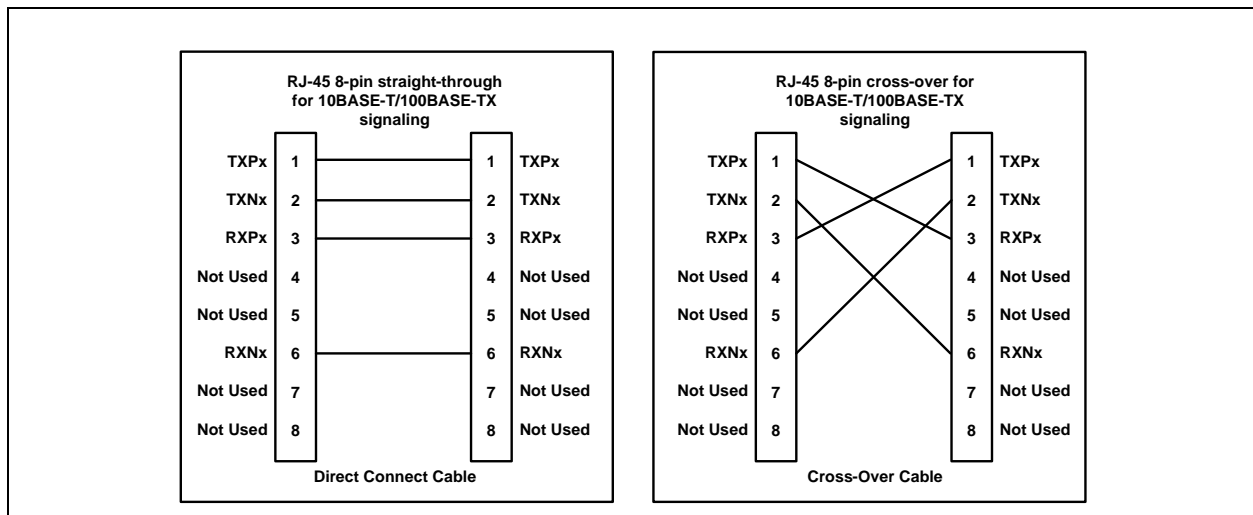 RJ-45 8-pin straight-through
for 10BASE-T/100BASE-TX
signaling
TXPx 1 1 TXPx
TXNx 2 2 TXNx
RXPx 3 3 RXPx
Not Used 4 4 Not Used
Not Used 5 5 Not Used
RXNx 6 6 RXNx
Not Used 7 7 Not Used
Not Used 8 8 Not Used
Direct Connect Cable
RJ-45 8-pin cross-over for
10BASE-T/100BASE-TX
signaling
TXPx 1 1 TXPx
TXNx 2 2 TXNx
RXPx 3 3 RXPx
Not Used 4 4 Not Used
Not Used 5 5 Not Used
RXNx 6 6 RXNx
Not Used 7 7 Not Used
Not Used 8 8 Not Used
Cross-Over Cable